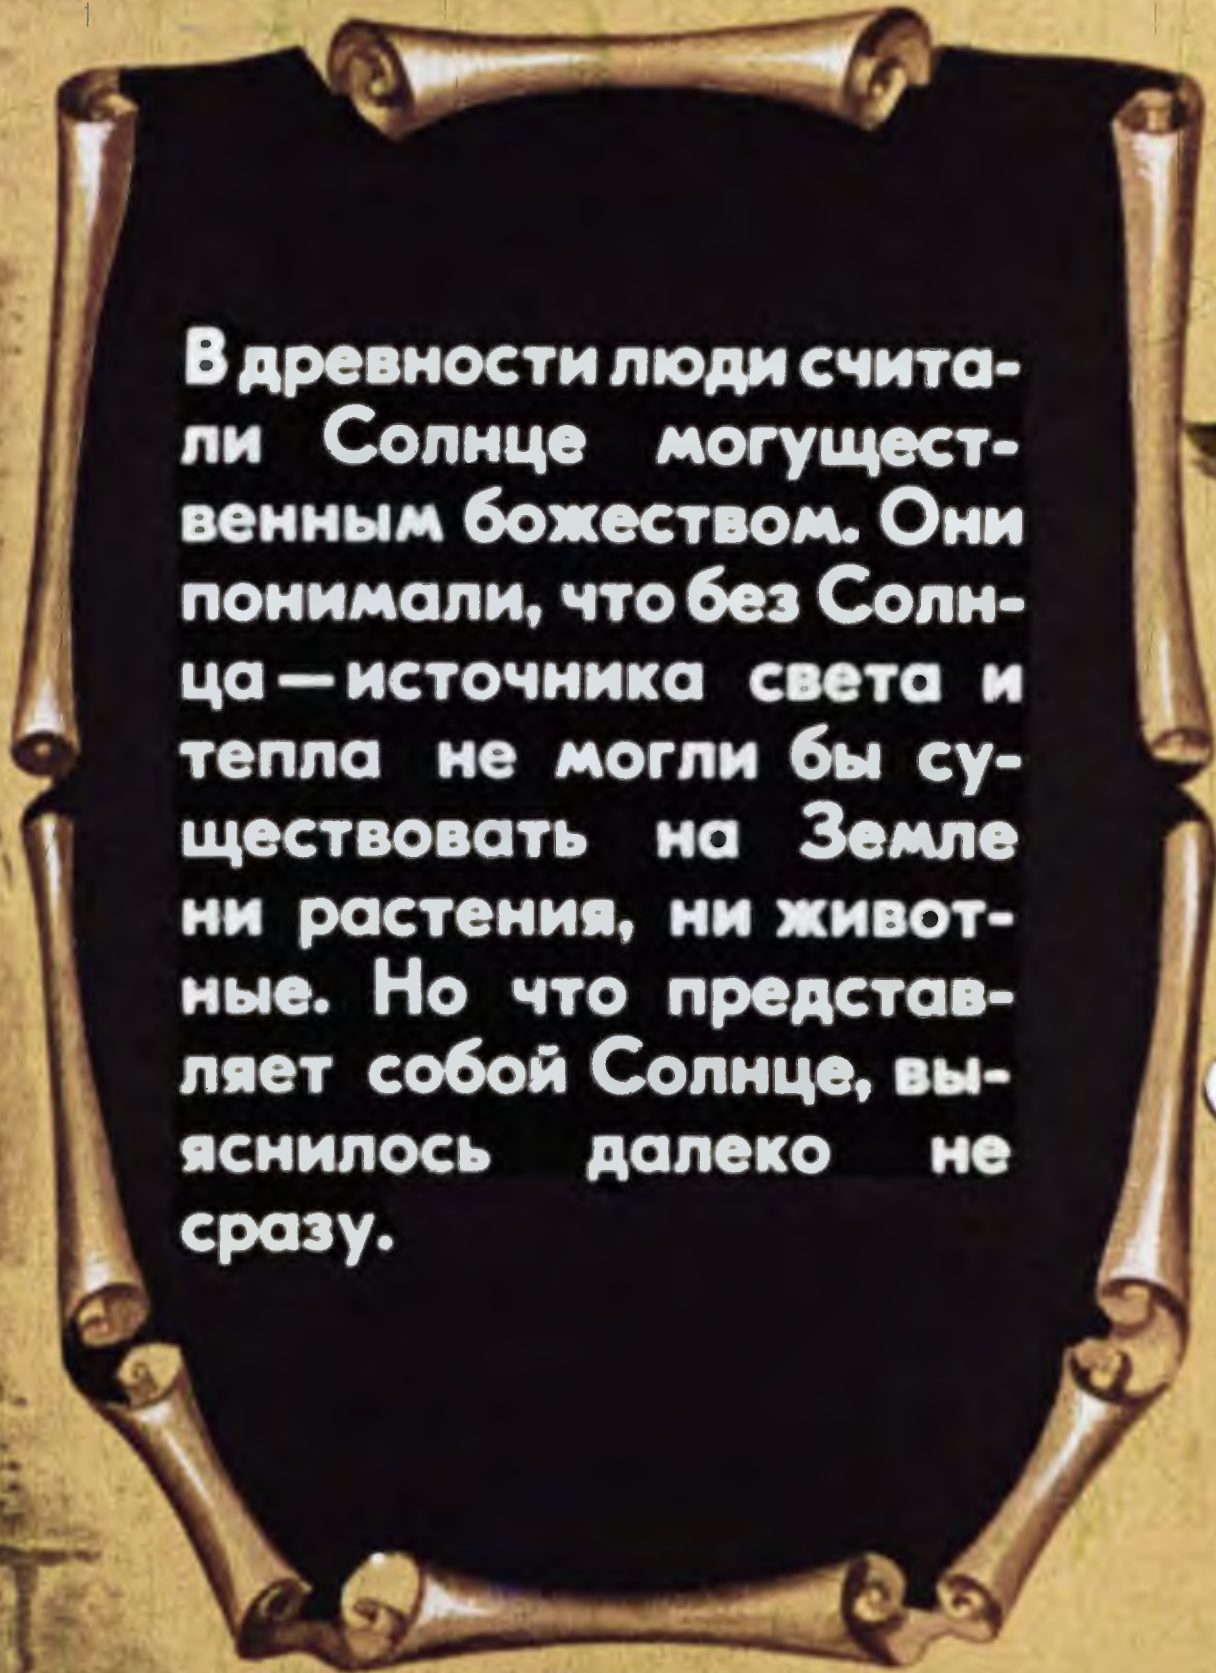 В древности люди счита-
ли Солнце могущест-
венным божеством. Они
понимали, что без Солн-
ца — источника света и
тепла не могли бы су-
ществовать на Земле
ни растения, ни живот-
ные. Но что представ-
ляет собой Солнце, вы-
яснилось далеко не
сразу.